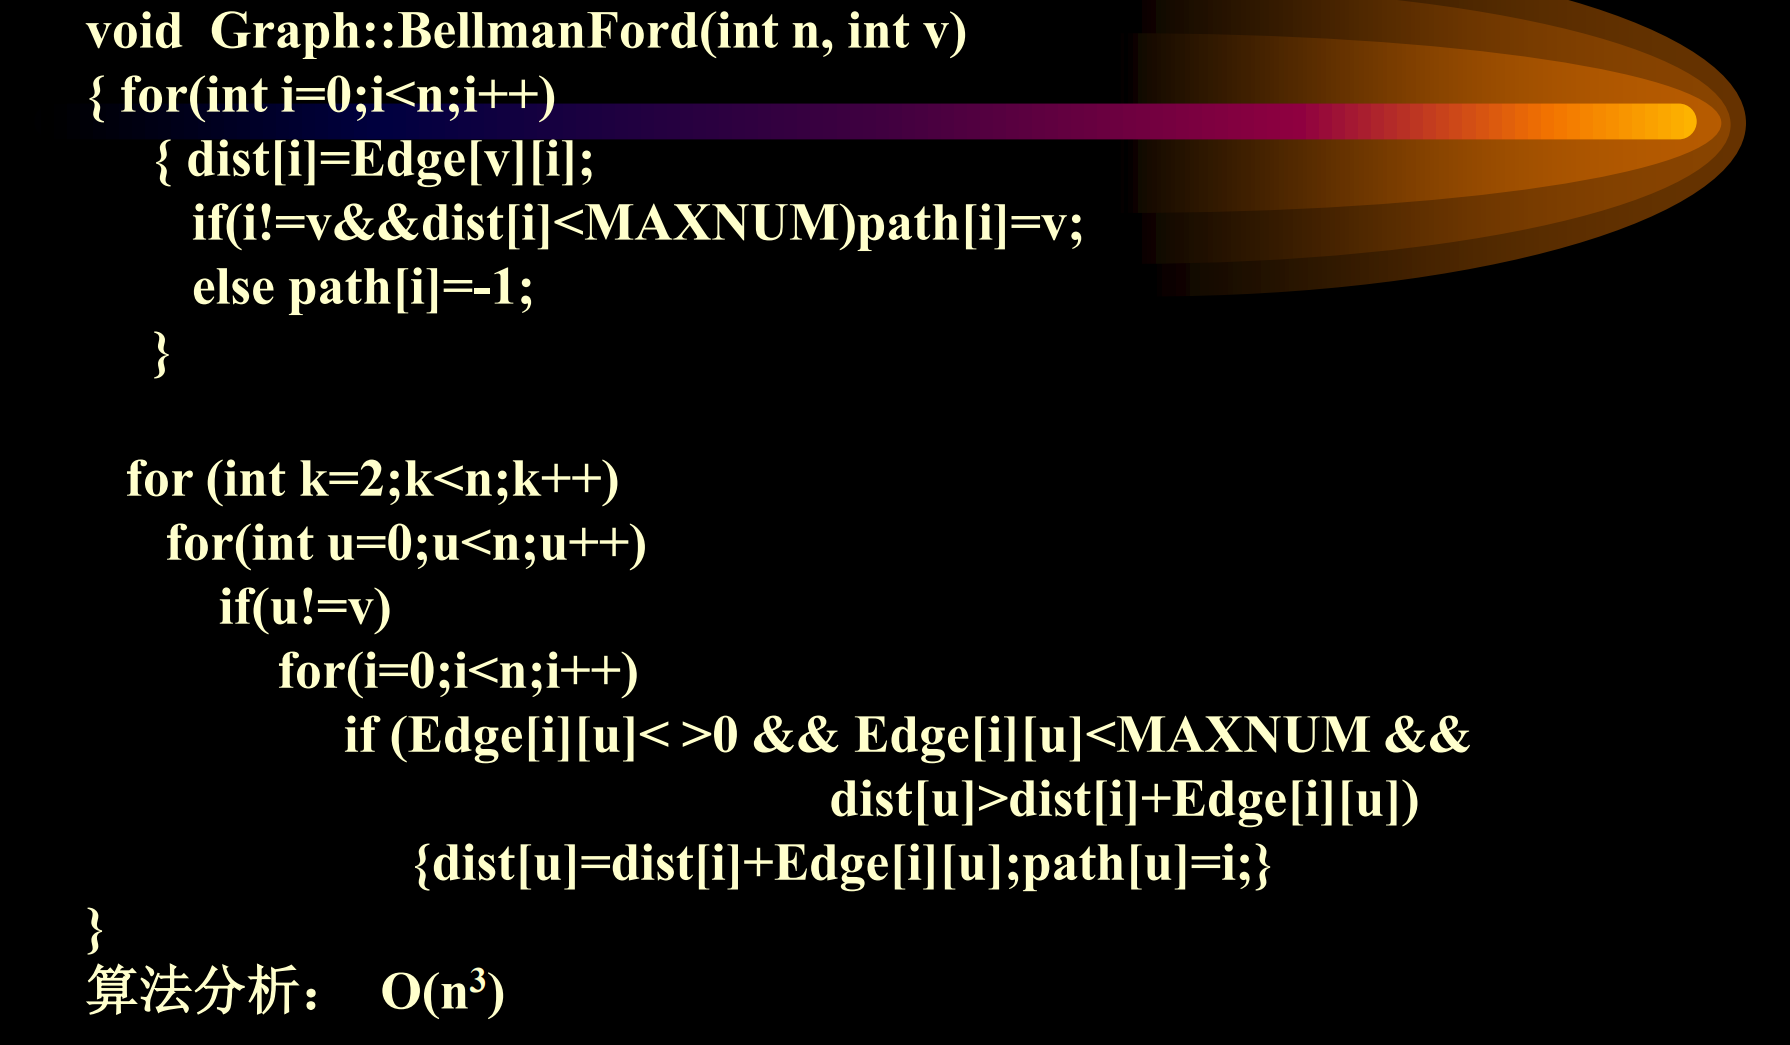 void  Graph::BellmanFord(int n, int v)
{ for(int i=0;i<n;i++)
{ dist[i]=Edge[v][i];
if(i!=v&&dist[i]<MAXNUM)path[i]=v;
else path[i]=-1;
}
for (int k=2;k<n;k++)
for(int u=0;u<n;u++)
if(u!=v)
for(i=0;i<n;i++)
if (Edge[i][u]< >0 && Edge[i][u]<MAXNUM &&
dist[u]>dist[i]+Edge[i][u])
{dist[u]=dist[i]+Edge[i][u];path[u]=i;}
}
算法分析： O(n³)